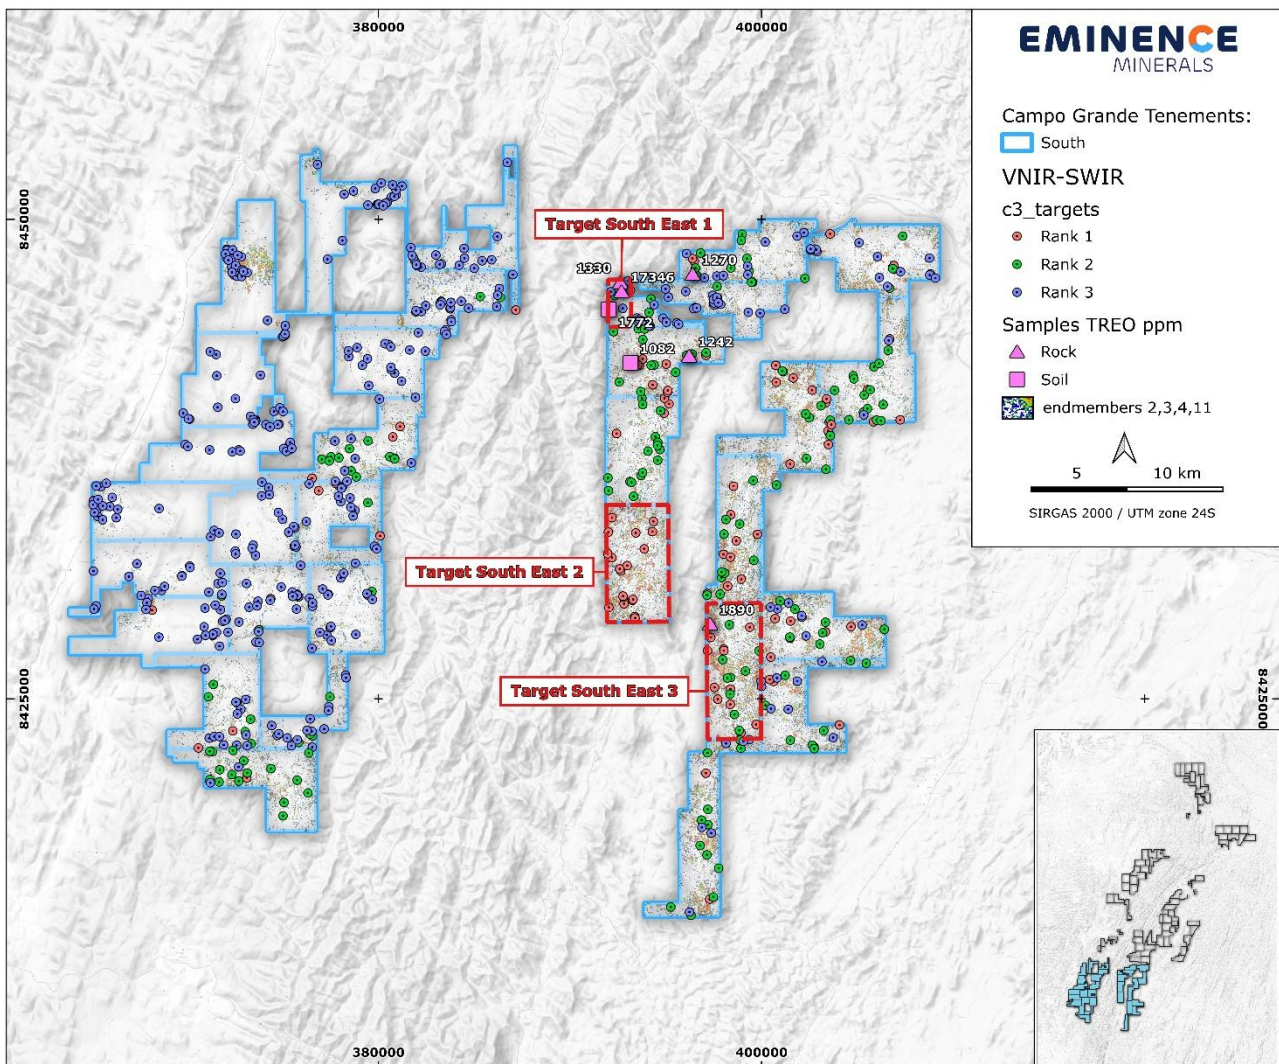 380000
400000
EMINENCE
MINERALS
Campo Grande Tenements:
South
VNIR-SWIR
c3_targets
Rank 1
Rank 2
Rank 3
Samples TREO ppm
Rock
Soil
endmembers 2,3,4,11
5 10 km
SIRGAS 2000 / UTM zone 24S
8450000
Target South East 1
1330
17346
1270
1772
1082
1242
Target South East 2
1890
Target South East 3
8425000
8425000
380000
400000